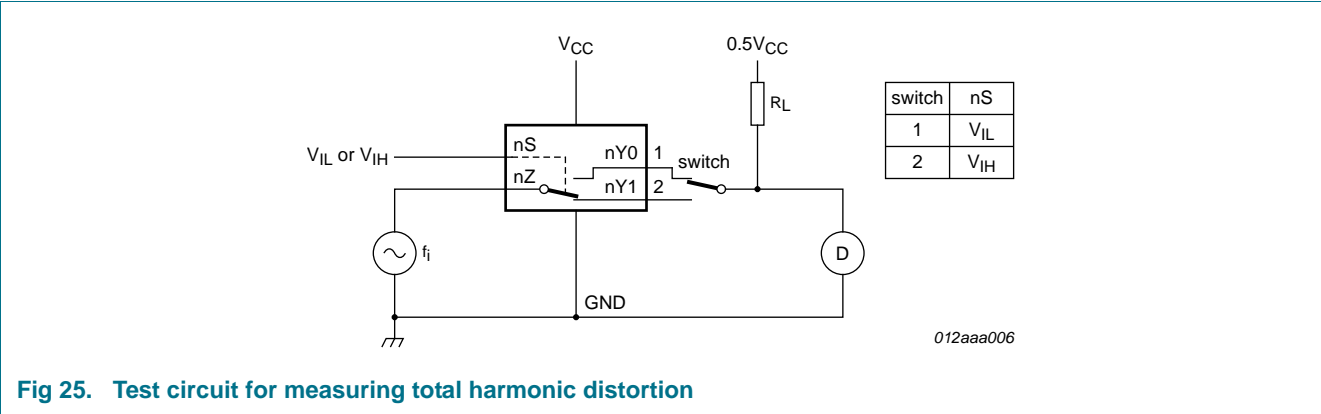 VCC
0.5VCC
RL
switch nS
1 VIL
2 VIH
VIL or VIH
nS
nY0 1
switch
nZ
nY1 2
fi
D
GND
012aaa006
Fig 25. Test circuit for measuring total harmonic distortion